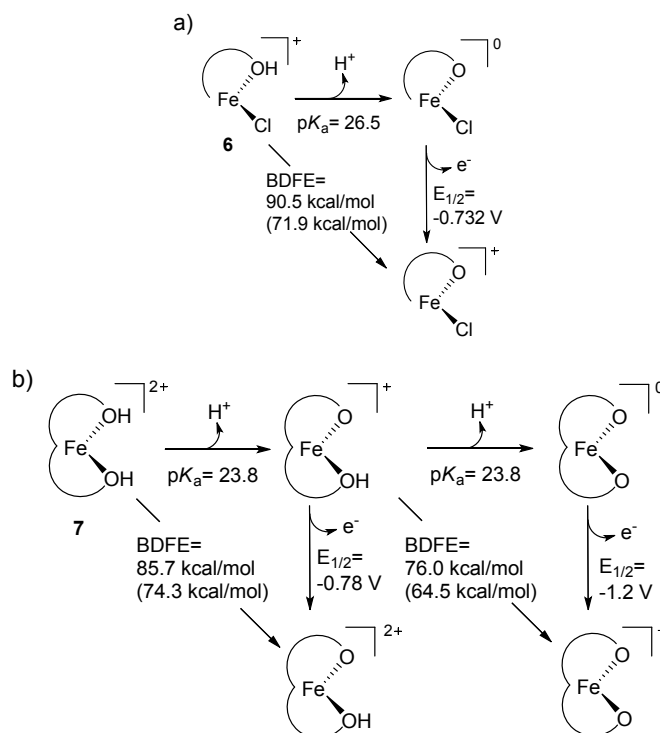 a)
+
OH
Fe
Cl
6
H⁺
pKₐ= 26.5
0
O
Fe
Cl
BDFE=
90.5 kcal/mol
(71.9 kcal/mol)
e⁻
E₁/₂=
-0.732 V
+
O
Fe
Cl
b)
2+
OH
Fe
OH
7
H⁺
pKₐ= 23.8
+
O
Fe
OH
H⁺
pKₐ= 23.8
0
O
Fe
O
BDFE=
85.7 kcal/mol
(74.3 kcal/mol)
e⁻
E₁/₂=
-0.78 V
BDFE=
76.0 kcal/mol
(64.5 kcal/mol)
e⁻
E₁/₂=
-1.2 V
2+
O
Fe
OH
O
Fe
O